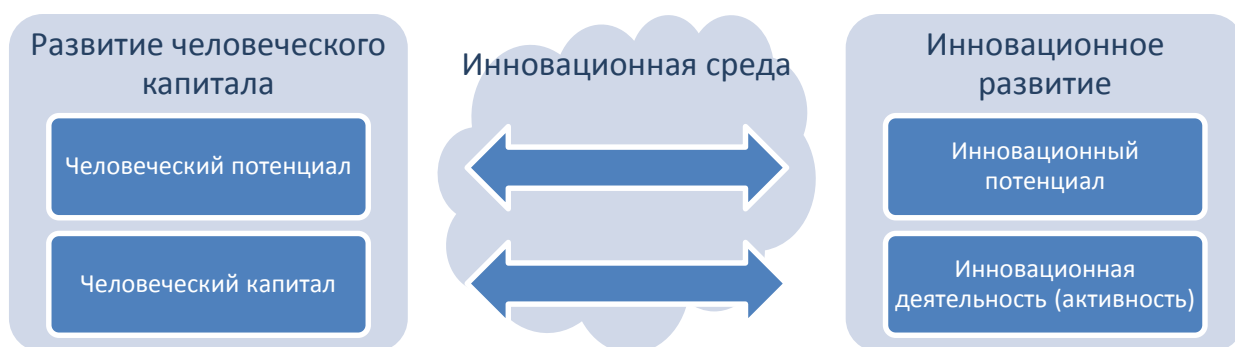 Развитие человеческого
капитала
Человеческий потенциал
Человеческий капитал
Инновационная среда
Инновационное
развитие
Инновационный
потенциал
Инновационная
деятельность (активность)